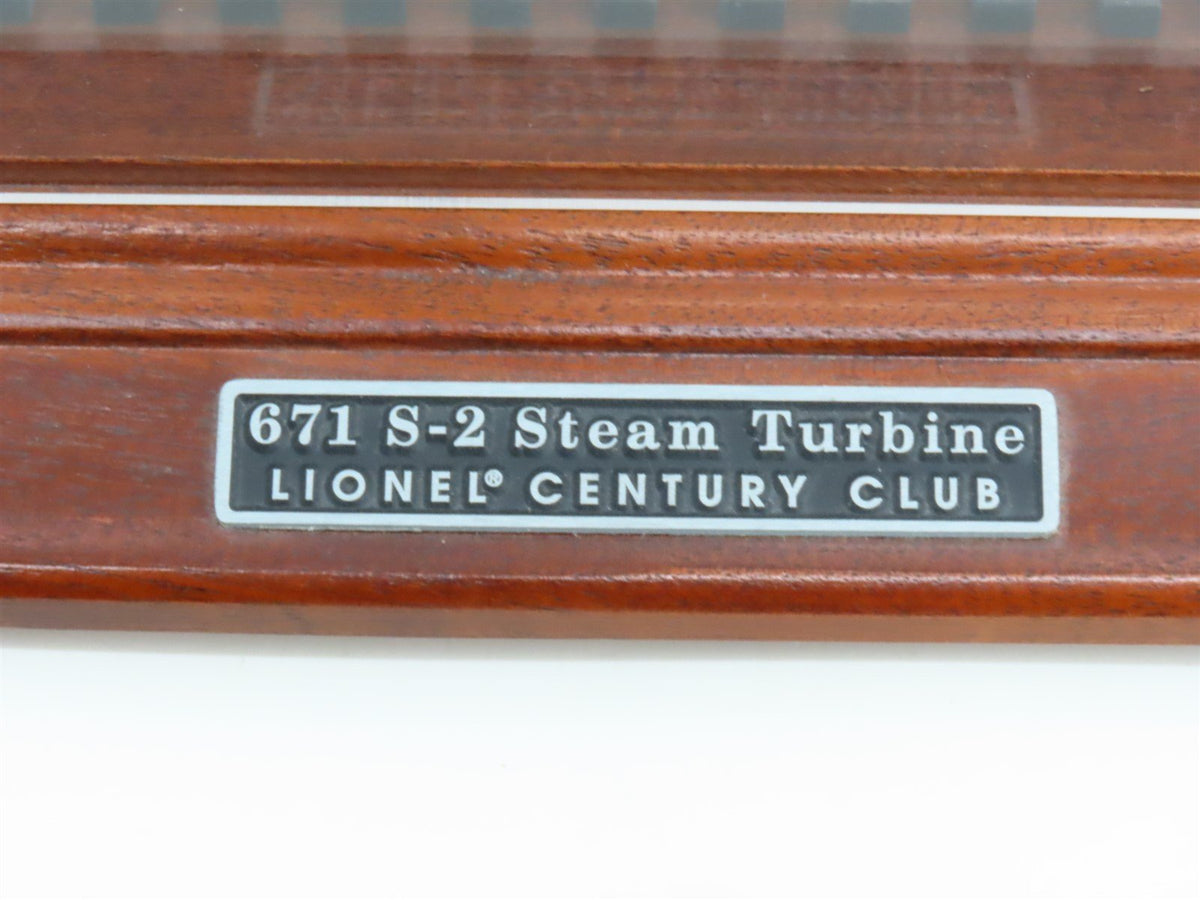 671 S-2 Steam Turbine
LIONEL® CENTURY CLUB